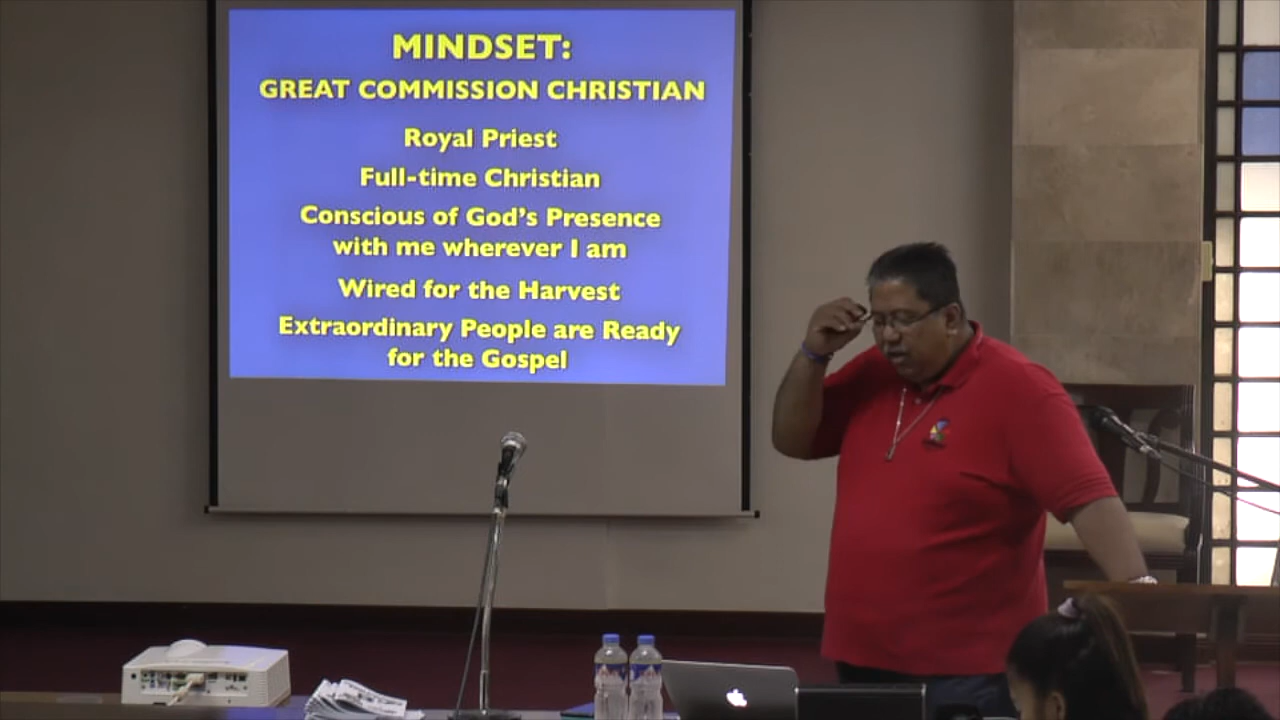 MINDSET:
GREAT COMMISSION CHRISTIAN
Royal Priest
Full-time Christian
Conscious of God's Presence
with me wherever I am
Wired for the Harvest
Extraordinary People are Ready
for the Gospel